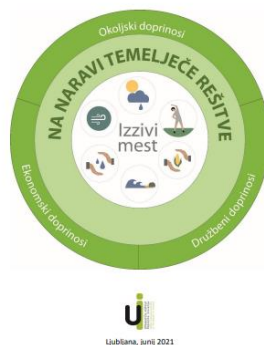 Okoljski doprinosi
NA NARAVI TEMELJEČE REŠITVE
Izzivi
mest
Ekonomski doprinosi
Družbeni doprinosi
Ljubljana, junij 2021